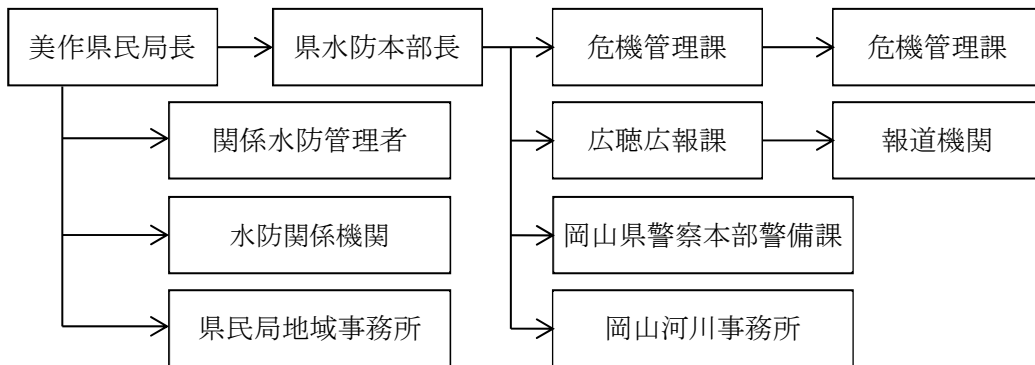 美作県民局長
県水防本部長
危機管理課
危機管理課
関係水防管理者
広聴広報課
報道機関
水防関係機関
岡山県警察本部警備課
県民局地域事務所
岡山河川事務所